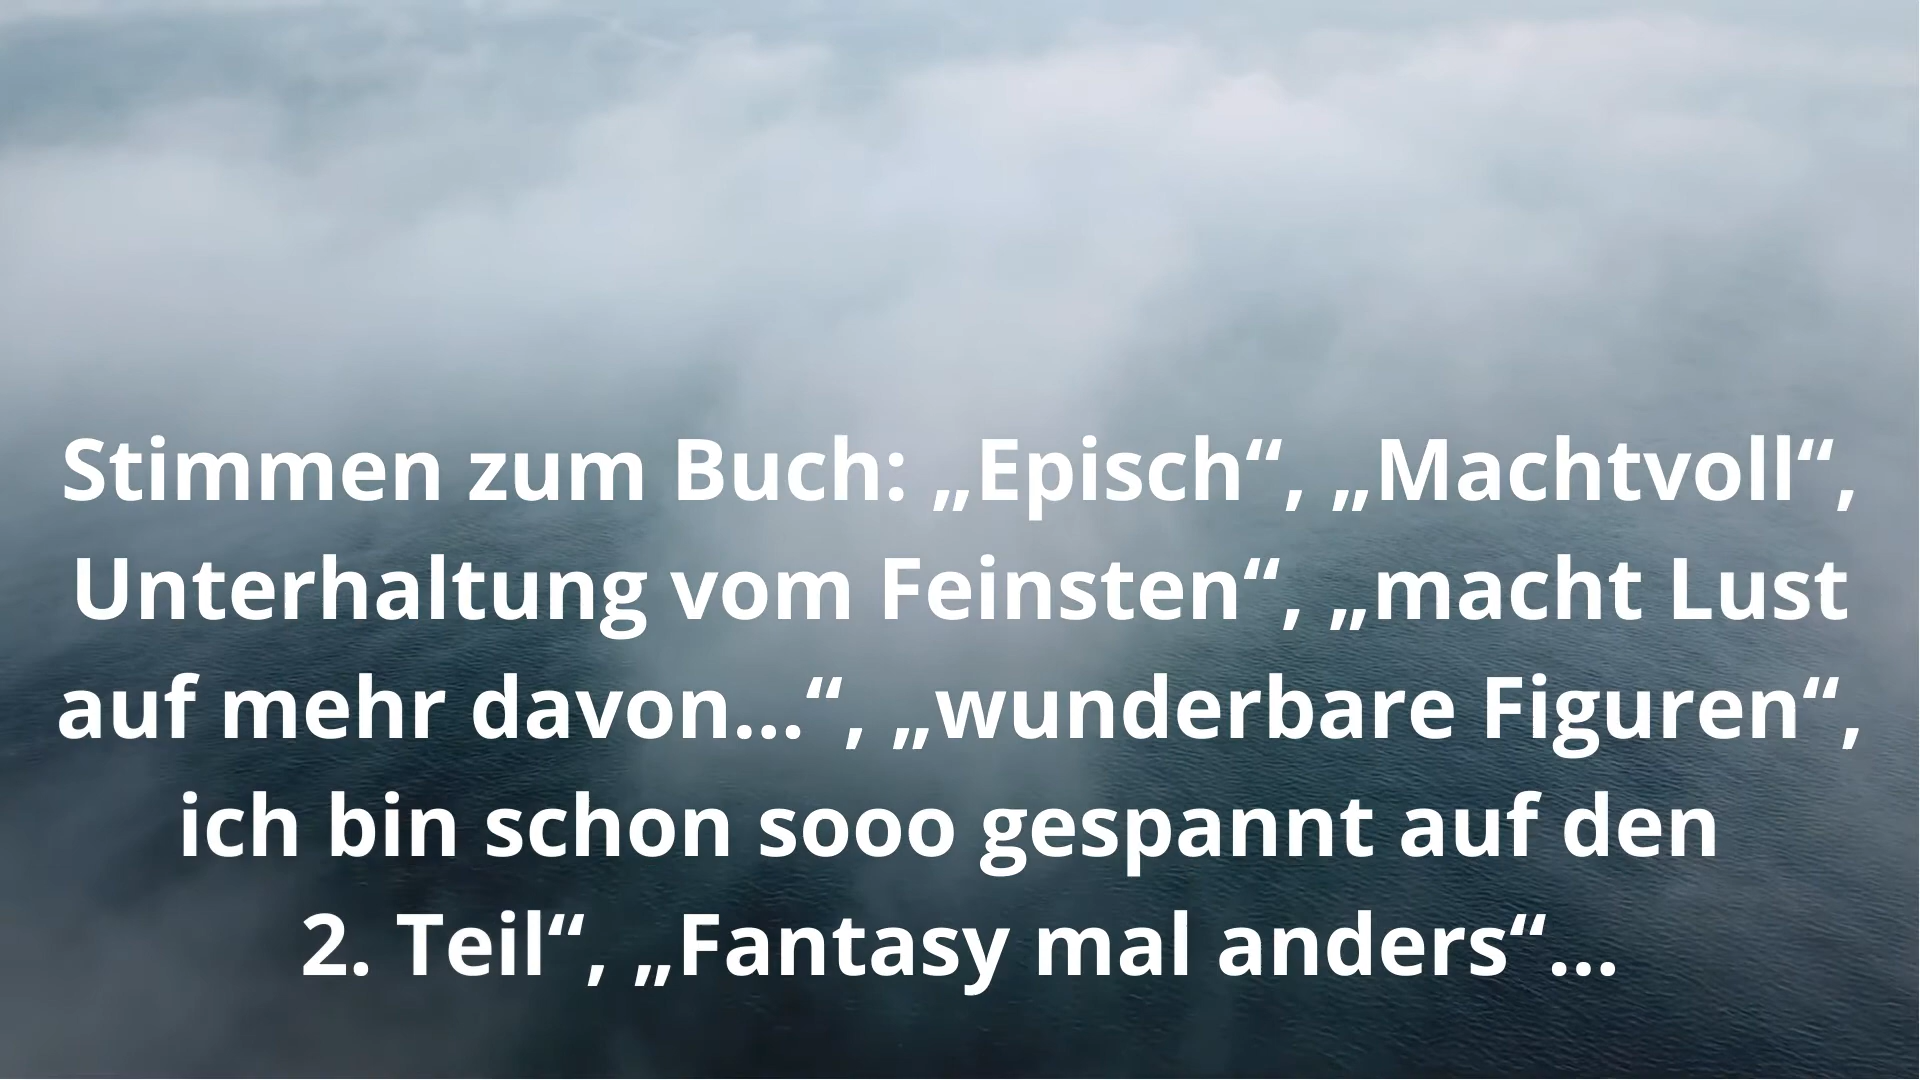 Stimmen zum Buch: „Episch“, „Machtvoll“,
Unterhaltung vom Feinsten“, „macht Lust
auf mehr davon...“, „wunderbare Figuren“,
ich bin schon sooo gespannt auf den
2. Teil“, „Fantasy mal anders“...